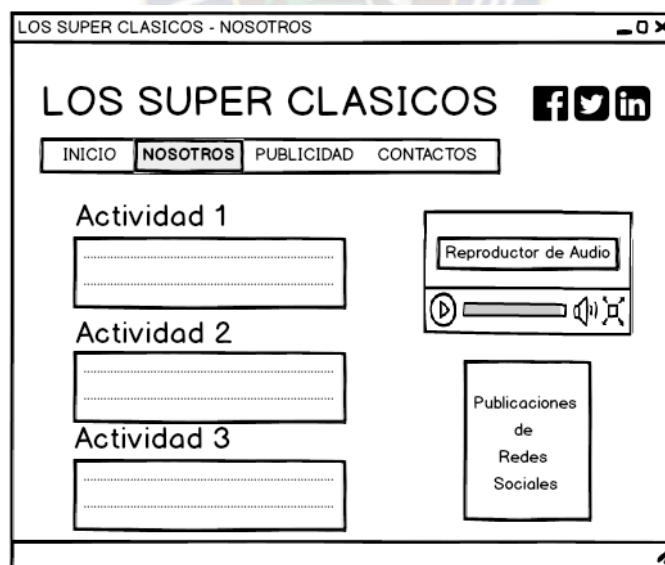 LOS SUPER CLASICOS - NOSOTROS
LOS SUPER CLASICOS
INICIO NOSOTROS PUBLICIDAD CONTACTOS
Actividad 1
Actividad 2
Actividad 3
Reproductor de Audio
Publicaciones
de
Redes
Sociales